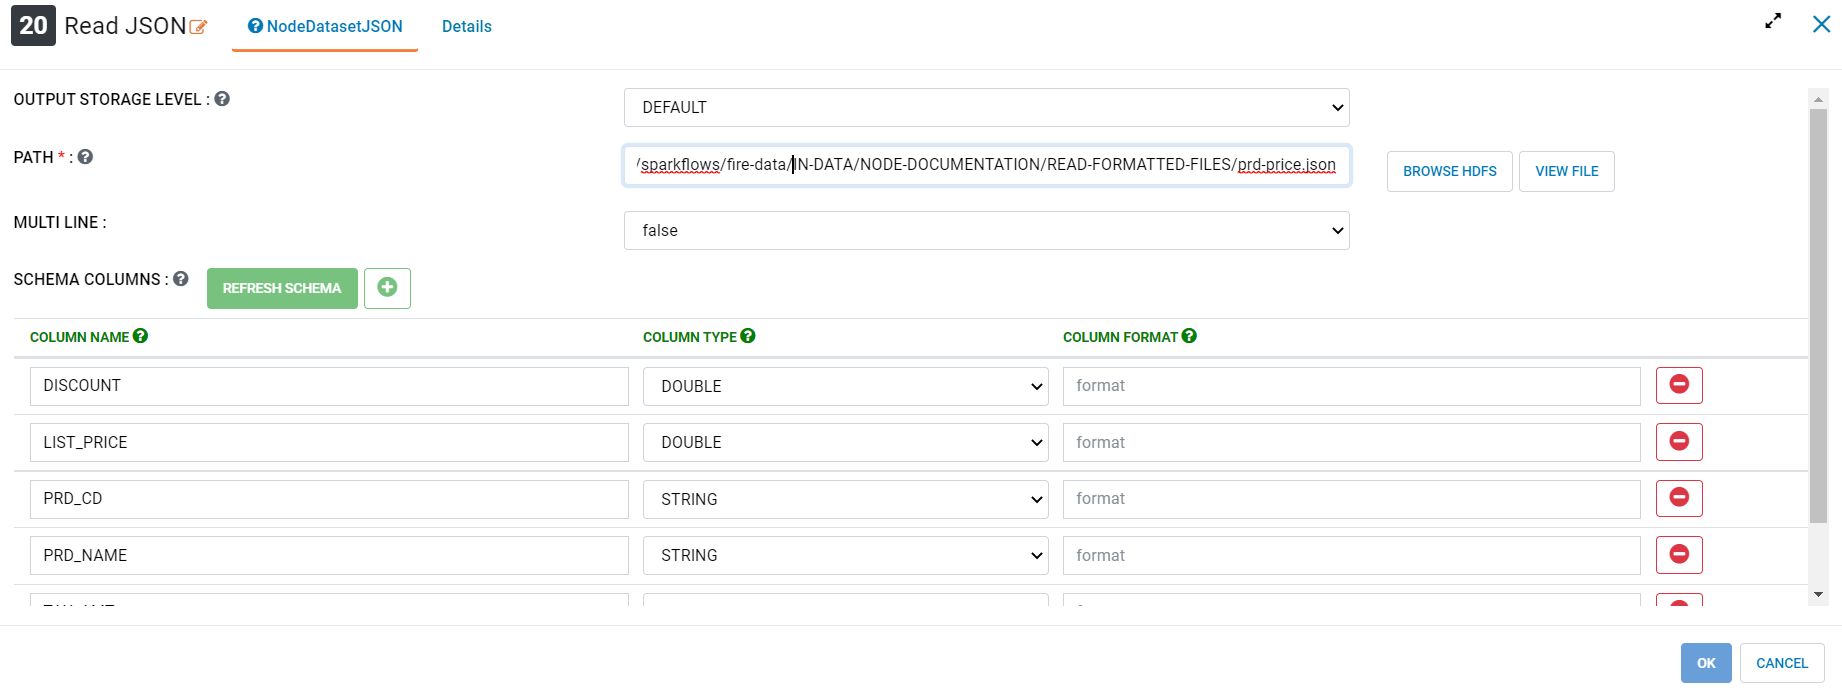 20 Read JSON NodeDatasetJSON Details
OUTPUT STORAGE LEVEL : DEFAULT
PATH * : /sparkflows/fire-data/IN-DATA/NODE-DOCUMENTATION/READ-FORMATTED-FILES/prd-price.json BROWSE HDFS VIEW FILE
MULTI LINE : false
SCHEMA COLUMNS : REFRESH SCHEMA
COLUMN NAME COLUMN TYPE COLUMN FORMAT
DISCOUNT DOUBLE format
LIST_PRICE DOUBLE format
PRD_CD STRING format
PRD_NAME STRING format
OK CANCEL